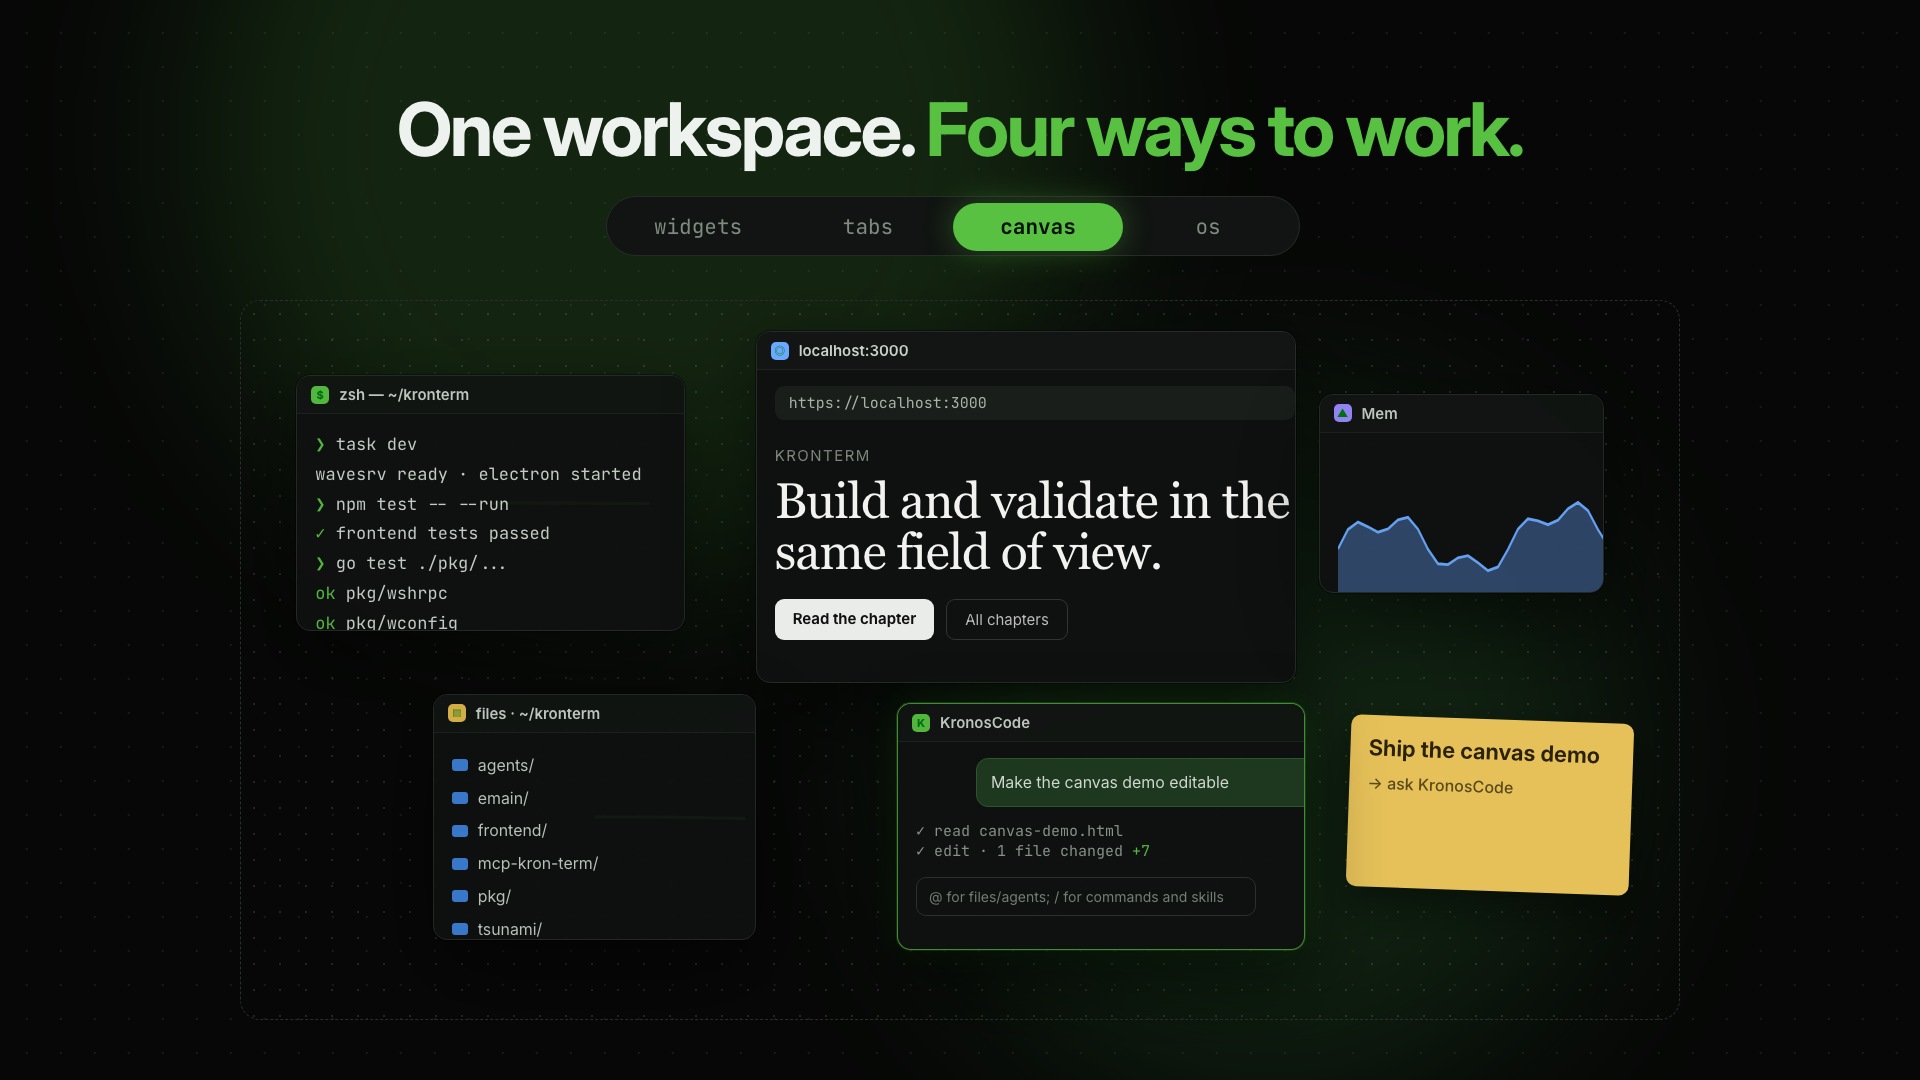 One workspace. Four ways to work.
widgets
tabs
canvas
os
$ zsh — ~/kronterm
❯ task dev
wavesrv ready · electron started
❯ npm test -- --run
✓ frontend tests passed
❯ go test ./pkg/...
ok pkg/wshrpc
ok pkg/wconfig
localhost:3000
https://localhost:3000
KRONTERM
Build and validate in the
same field of view.
Read the chapter
All chapters
Mem
files · ~/kronterm
agents/
emain/
frontend/
mcp-kron-term/
pkg/
tsunami/
K KronosCode
Make the canvas demo editable
✓ read canvas-demo.html
✓ edit · 1 file changed +7
@ for files/agents; / for commands and skills
Ship the canvas demo
→ ask KronosCode